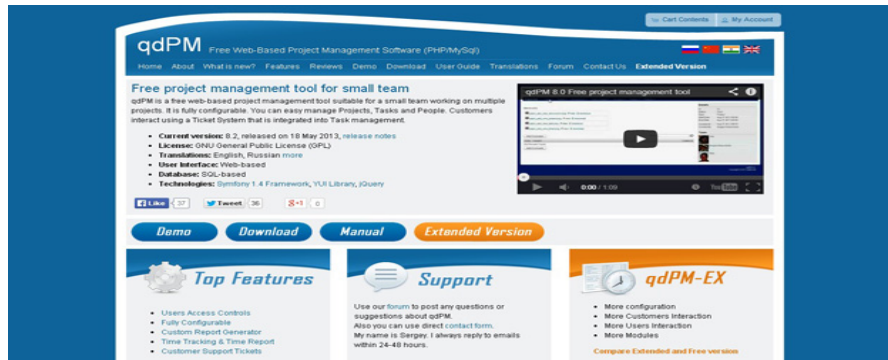 Cart Contents My Account
qdPM Free Web-Based Project Management Software (PHP/MySql)
Home About What is new? Features Reviews Demo Download User Guide Translations Forum Contact Us Extended Version
Free project management tool for small team
qdPM is a free web-based project management tool suitable for a small team working on multiple
projects. It is fully configurable. You can easy manage Projects, Tasks and People. Customers
interact using a Ticket System that is integrated into Task management.
• Current version: 8.2, released on 18 May 2013, release notes
• License: GNU General Public License (GPL)
• Translations: English, Russian more
• User Interface: Web-based
• Database: SQL-based
• Technologies: Symfony 1.4 Framework, YUI Library, jQuery
Like 37 Tweet 36 g+1 0
qdPM 8.0 Free project management tool
0:00 / 1:09 YouTube
Demo Download Manual Extended Version
Top Features
• Users Access Controls
• Fully Configurable
• Custom Report Generator
• Time Tracking & Time Report
• Customer Support Tickets
Support
Use our forum to post any questions or
suggestions about qdPM.
Also you can use direct contact form.
My name is Sergey. I always reply to emails
within 24-48 hours.
qdPM-EX
• More configuration
• More Customers Interaction
• More Users Interaction
• More Modules
Compare Extended and Free version